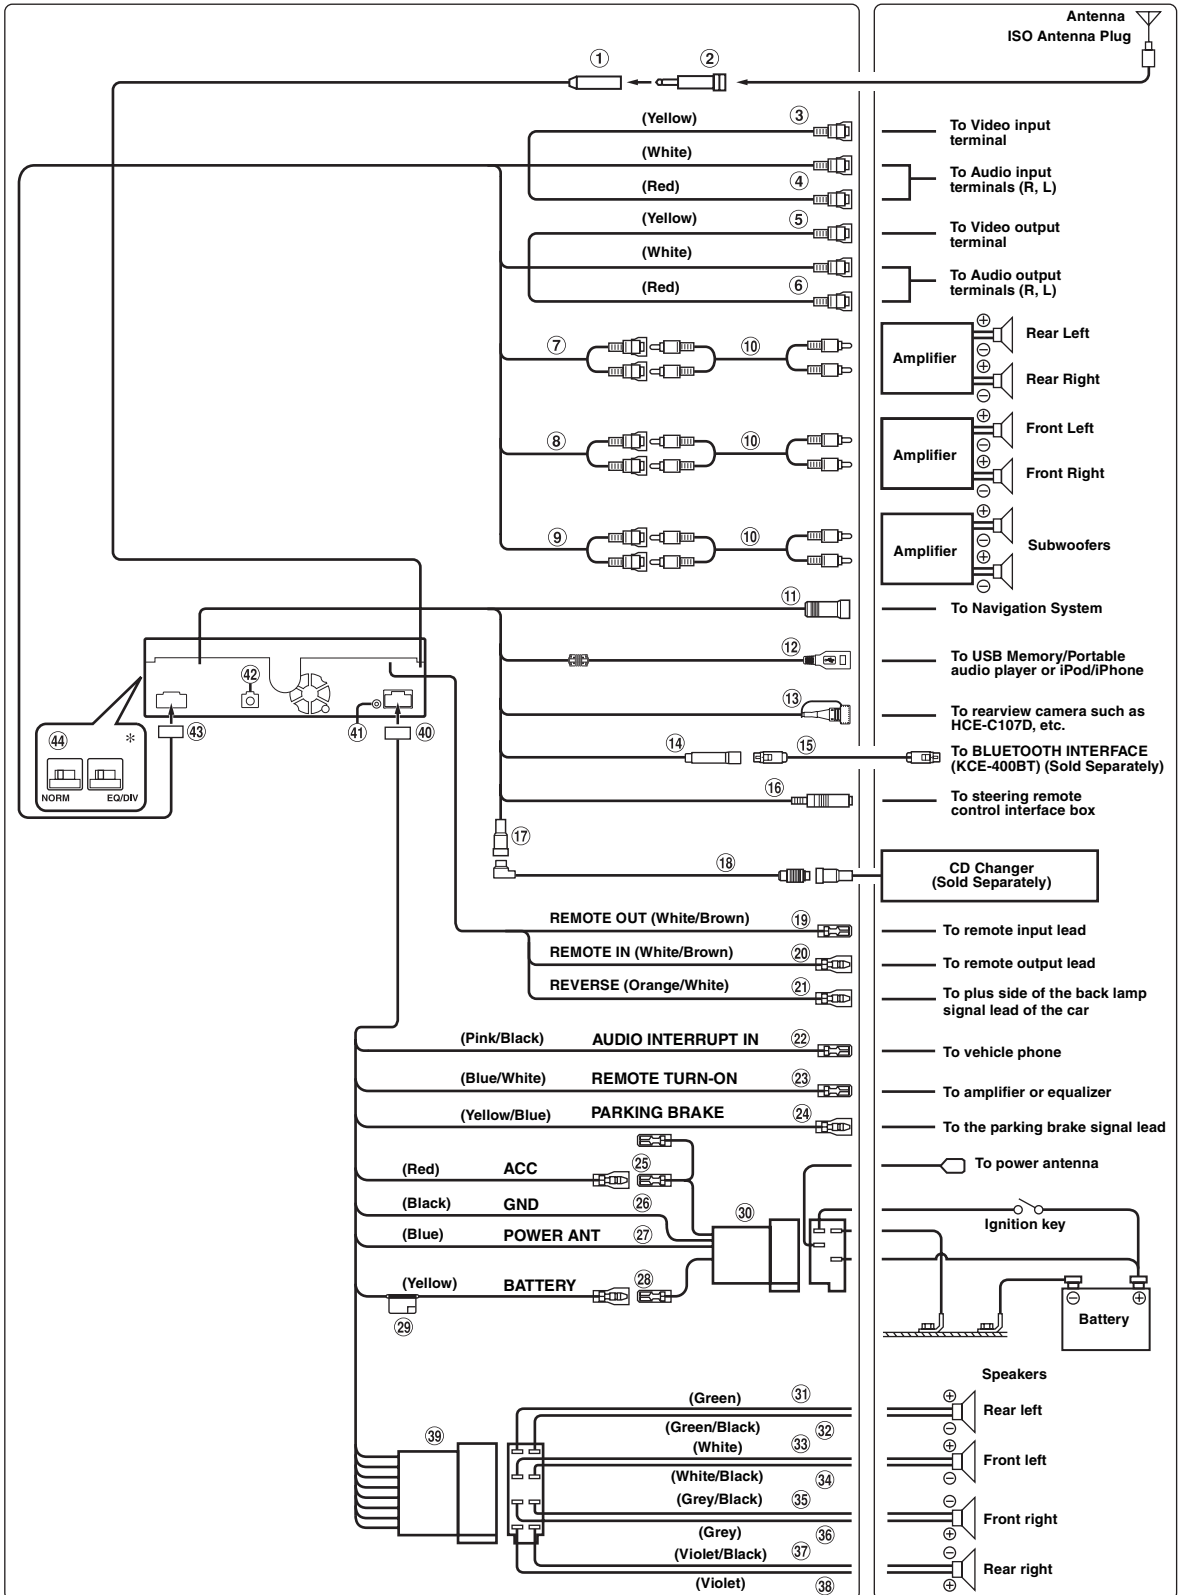 Antenna
ISO Antenna Plug
①
②
(Yellow)
③
To Video input
terminal
(White)
(Red)
④
To Audio input
terminals (R, L)
(Yellow)
⑤
To Video output
terminal
(White)
(Red)
⑥
To Audio output
terminals (R, L)
⑦
⑩
Amplifier
⊕
⊖
⊕
⊖
Rear Left
Rear Right
⑧
⑩
Amplifier
⊕
⊖
⊕
⊖
Front Left
Front Right
⑨
⑩
Amplifier
⊕
⊖
⊕
⊖
Subwoofers
⑪
To Navigation System
⑫
To USB Memory/Portable
audio player or iPod/iPhone
⑬
To rearview camera such as
HCE-C107D, etc.
⑭
⑮
To BLUETOOTH INTERFACE
(KCE-400BT) (Sold Separately)
⑯
To steering remote
control interface box
㊷
㊸
㊶
㊵
㊹
*
NORM
EQ/DIV
⑰
⑱
CD Changer
(Sold Separately)
REMOTE OUT (White/Brown)
⑲
To remote input lead
REMOTE IN (White/Brown)
⑳
To remote output lead
REVERSE (Orange/White)
㉑
To plus side of the back lamp
signal lead of the car
(Pink/Black)
AUDIO INTERRUPT IN
㉒
To vehicle phone
(Blue/White)
REMOTE TURN-ON
㉓
To amplifier or equalizer
(Yellow/Blue)
PARKING BRAKE
㉔
To the parking brake signal lead
(Red)
ACC
㉕
To power antenna
(Black)
GND
㉖
㉚
Ignition key
(Blue)
POWER ANT
㉗
(Yellow)
BATTERY
㉘
㉙
⊖
⊕
Battery
Speakers
(Green)
㉛
⊕
⊖
Rear left
(Green/Black)
㉜
㊴
(White)
㉝
⊕
⊖
Front left
(White/Black)
㉞
(Grey/Black)
㉟
⊖
⊕
Front right
(Grey)
㊱
(Violet/Black)
㊲
⊖
⊕
Rear right
(Violet)
㊳